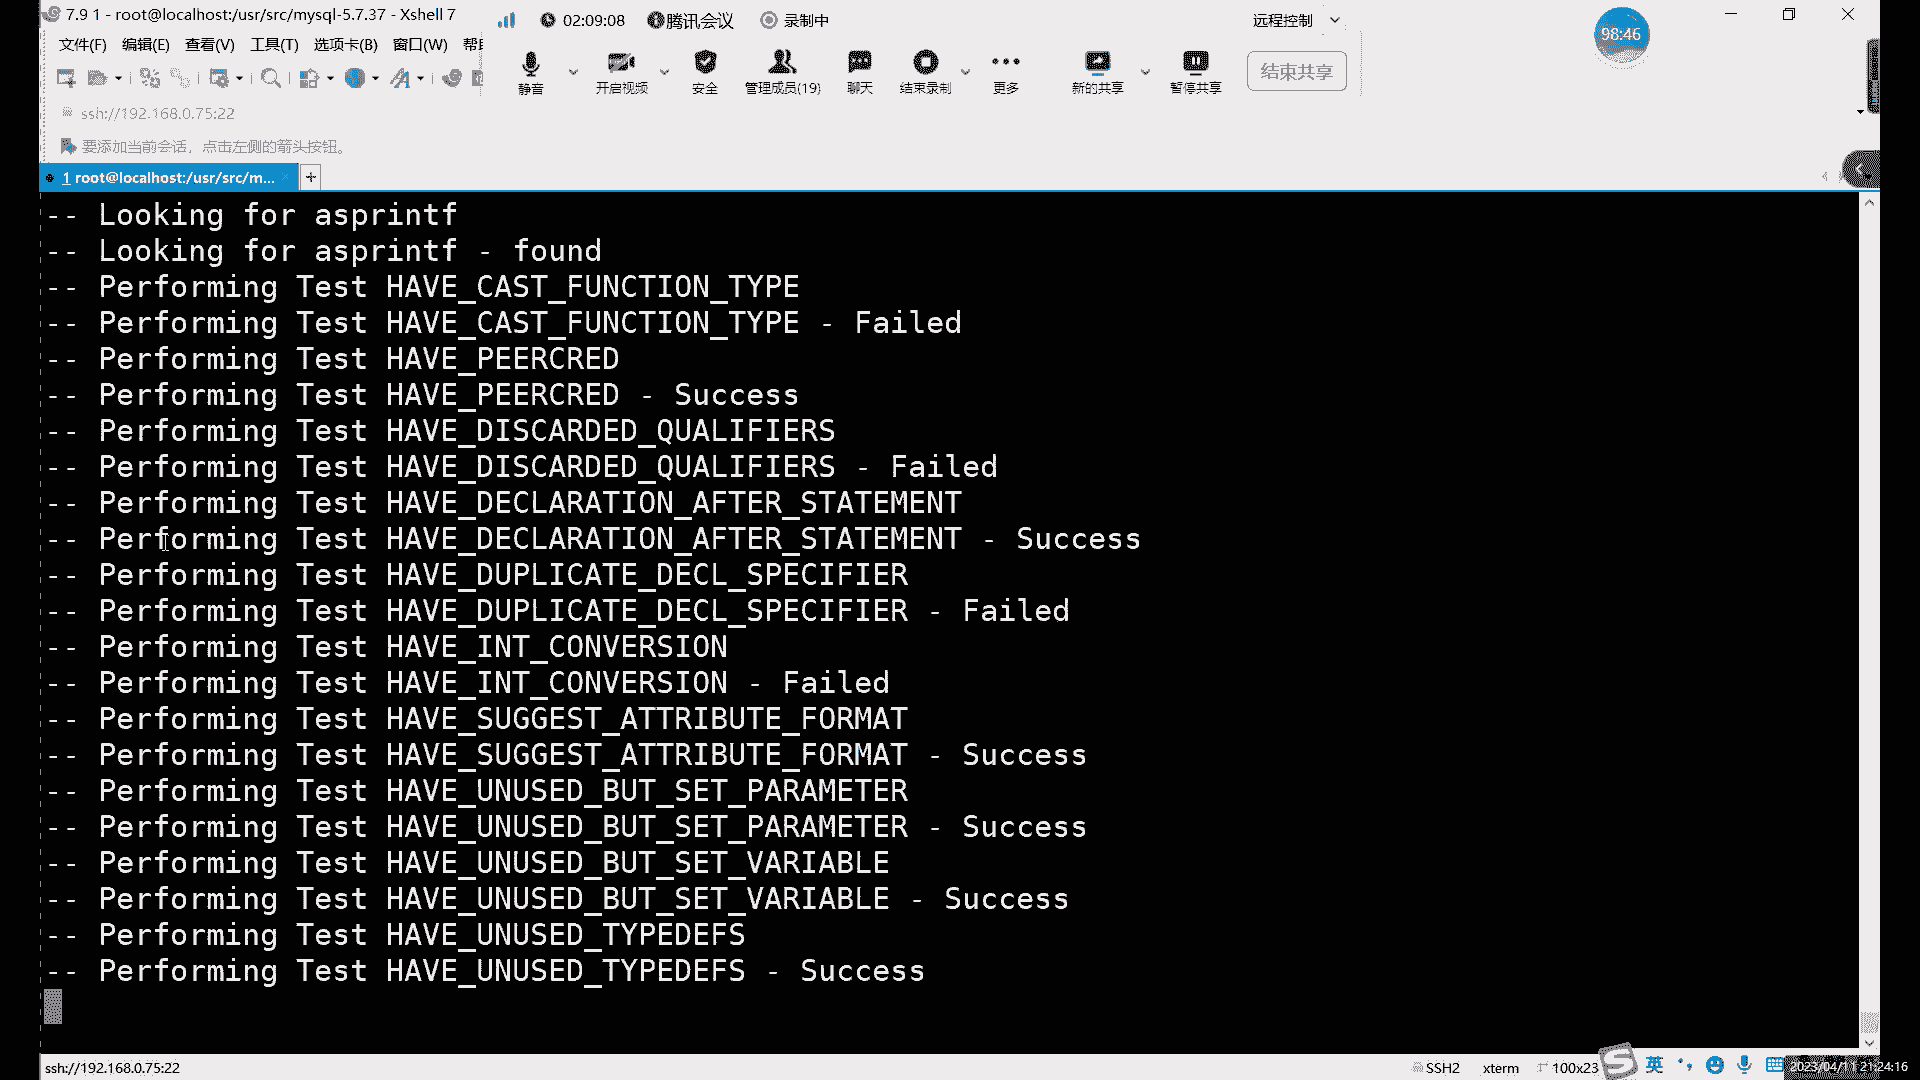 7.9 1 - root@localhost:/usr/src/mysql-5.7.37 - Xshell 7
02:09:08 腾讯会议 录制中
远程控制
98:46
文件(F) 编辑(E) 查看(V) 工具(T) 选项卡(B) 窗口(W)
静音 开启视频 安全 管理成员(19) 聊天 结束录制 更多 新的共享 暂停共享 结束共享
ssh://192.168.0.75:22
要添加当前会话，点击左侧的箭头按钮。
1 root@localhost:/usr/src/m... +
-- Looking for asprintf
-- Looking for asprintf - found
-- Performing Test HAVE_CAST_FUNCTION_TYPE
-- Performing Test HAVE_CAST_FUNCTION_TYPE - Failed
-- Performing Test HAVE_PEERCRED
-- Performing Test HAVE_PEERCRED - Success
-- Performing Test HAVE_DISCARDED_QUALIFIERS
-- Performing Test HAVE_DISCARDED_QUALIFIERS - Failed
-- Performing Test HAVE_DECLARATION_AFTER_STATEMENT
-- Performing Test HAVE_DECLARATION_AFTER_STATEMENT - Success
-- Performing Test HAVE_DUPLICATE_DECL_SPECIFIER
-- Performing Test HAVE_DUPLICATE_DECL_SPECIFIER - Failed
-- Performing Test HAVE_INT_CONVERSION
-- Performing Test HAVE_INT_CONVERSION - Failed
-- Performing Test HAVE_SUGGEST_ATTRIBUTE_FORMAT
-- Performing Test HAVE_SUGGEST_ATTRIBUTE_FORMAT - Success
-- Performing Test HAVE_UNUSED_BUT_SET_PARAMETER
-- Performing Test HAVE_UNUSED_BUT_SET_PARAMETER - Success
-- Performing Test HAVE_UNUSED_BUT_SET_VARIABLE
-- Performing Test HAVE_UNUSED_BUT_SET_VARIABLE - Success
-- Performing Test HAVE_UNUSED_TYPEDEFS
-- Performing Test HAVE_UNUSED_TYPEDEFS - Success
ssh://192.168.0.75:22 SSH2 xterm 100x23 英 2023/04/11 21:24:16